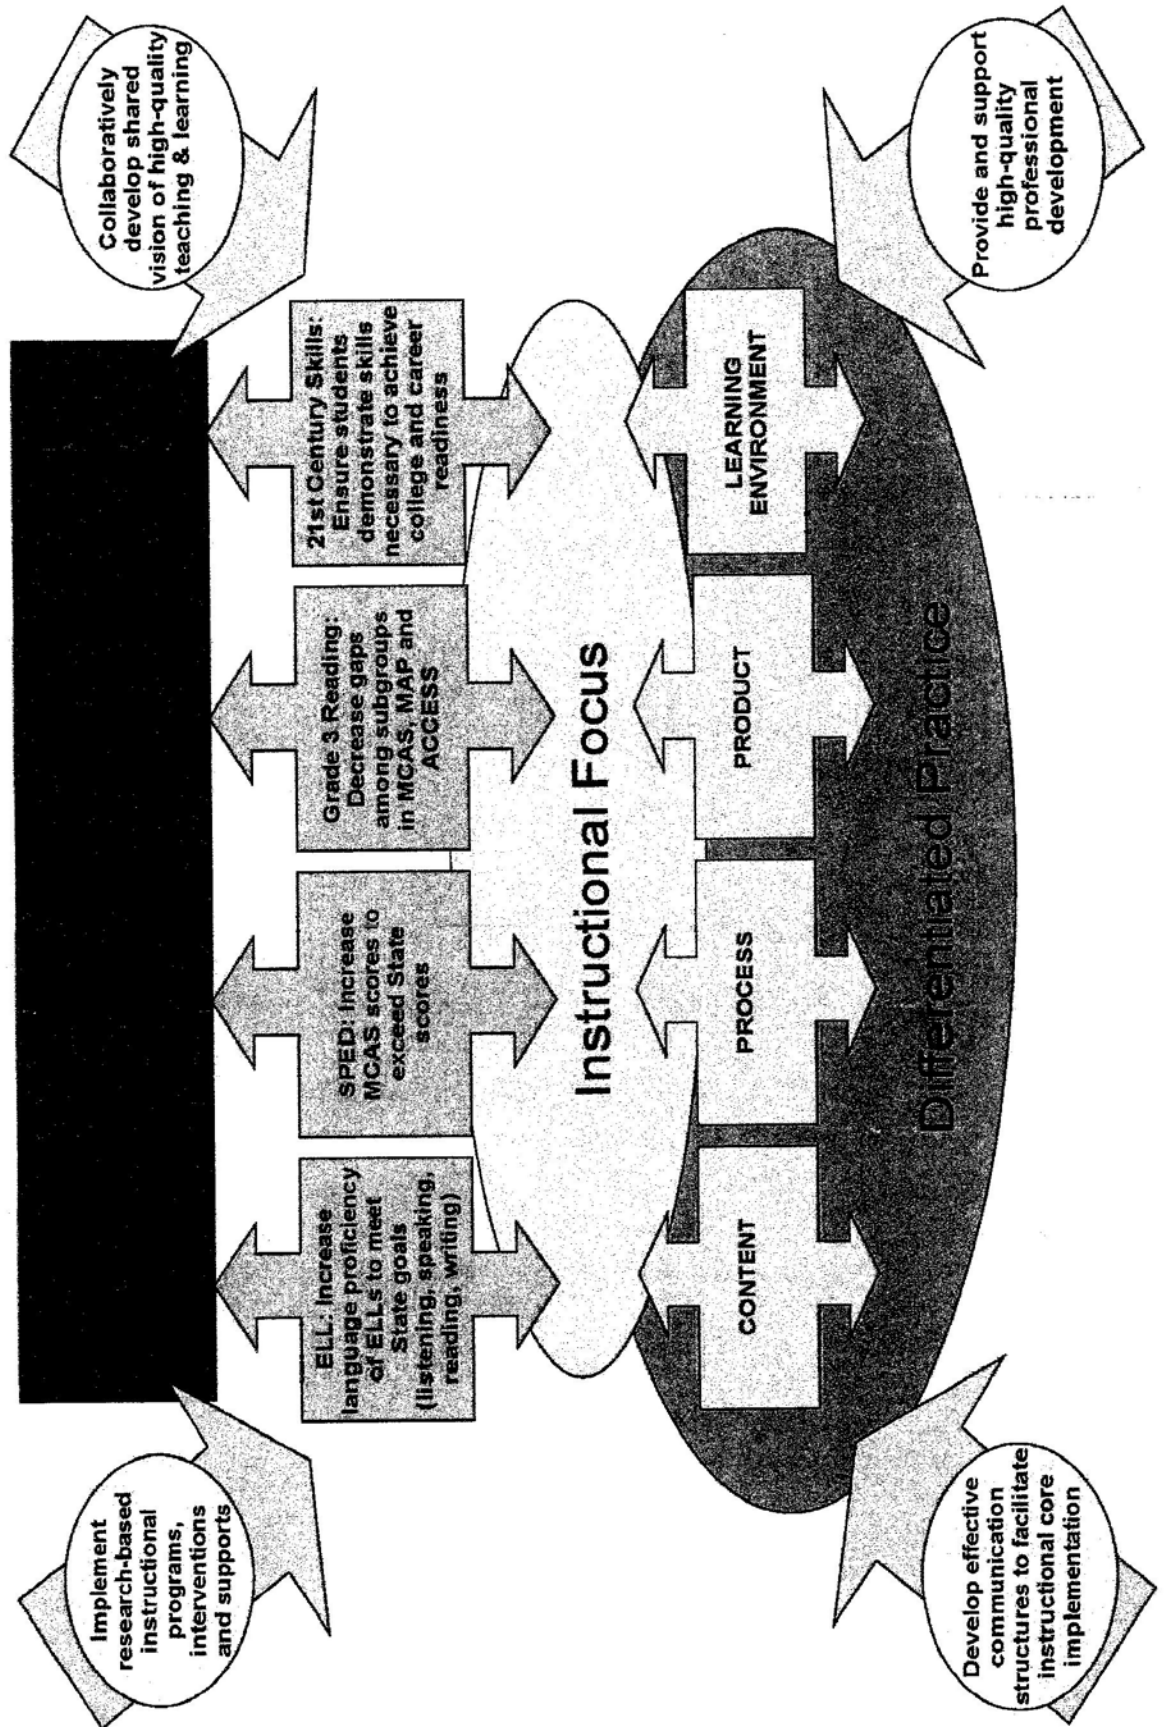 Implement
research-based
instructional
programs,
interventions
and supports
Collaboratively
develop shared
vision of high-quality
teaching & learning
ELL: Increase
language proficiency
of ELLs to meet
State goals
(listening, speaking,
reading, writing)
SPED: Increase
MCAS scores to
exceed State
scores
Grade 3 Reading:
Decrease gaps
among subgroups
in MCAS, MAP and
ACCESS
21st Century Skills:
Ensure students
demonstrate skills
necessary to achieve
college and career
readiness
Instructional Focus
CONTENT
PROCESS
PRODUCT
LEARNING
ENVIRONMENT
Differentiated Practice
Develop effective
communication
structures to facilitate
instructional core
implementation
Provide and support
high-quality
professional
development